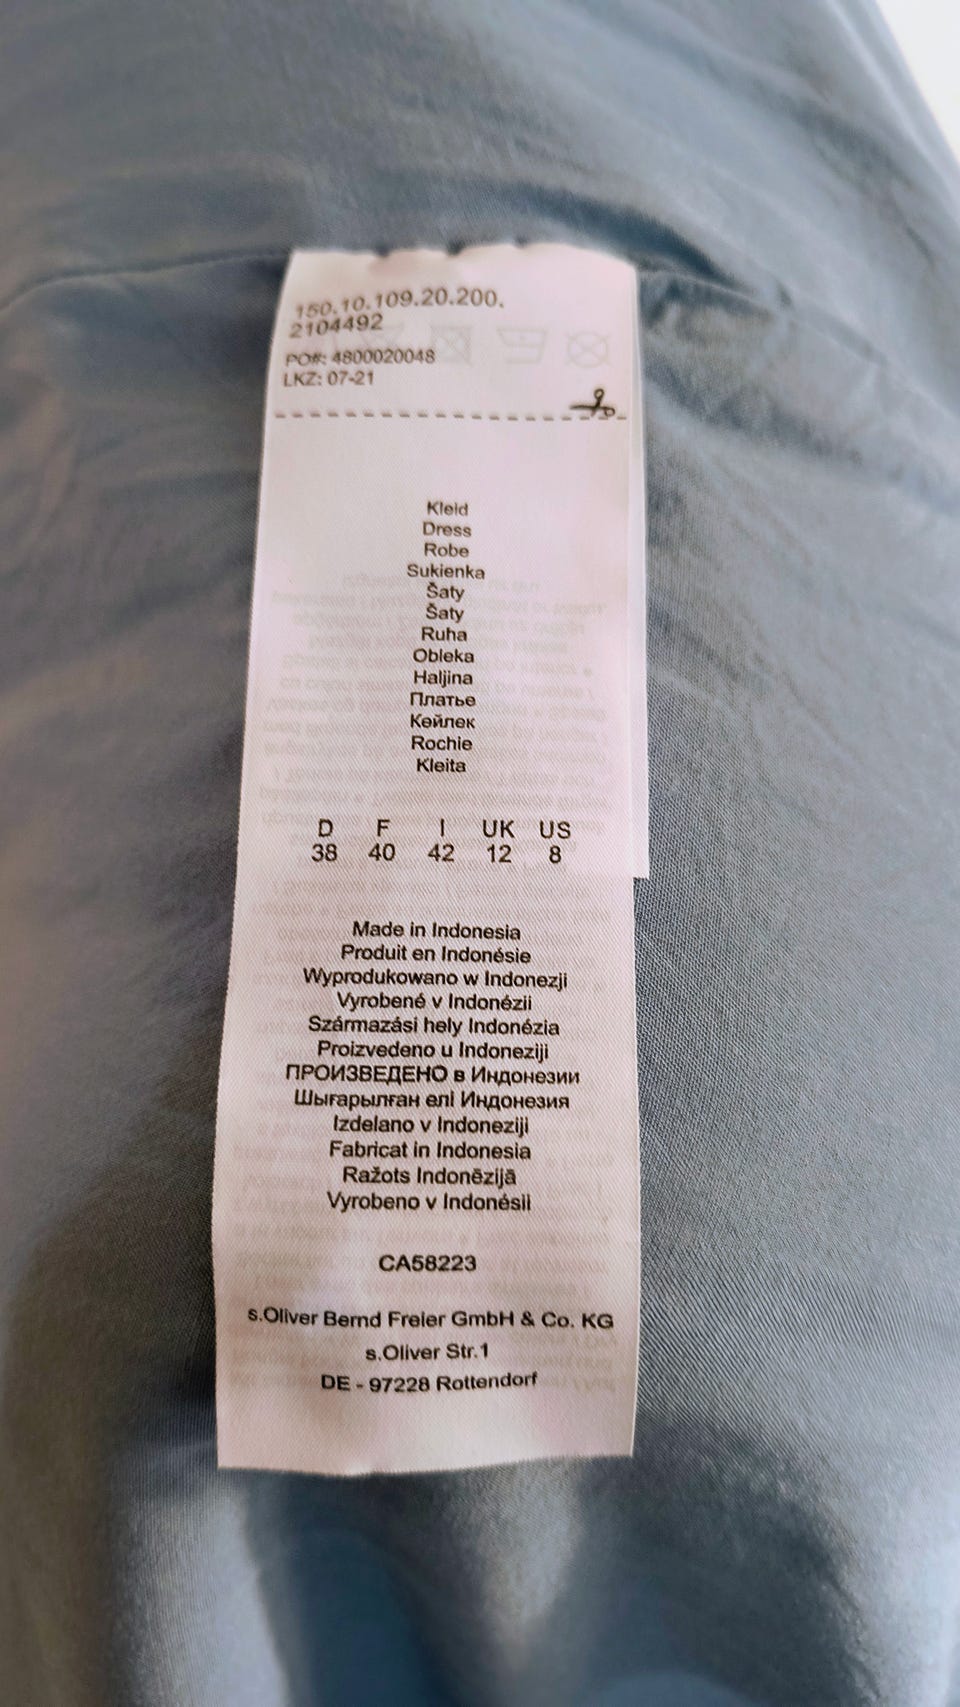 150.10.109.20.200.
2104492
PO#: 4800020048
LKZ: 07-21
Kleid
Dress
Robe
Sukienka
Šaty
Šaty
Ruha
Obleka
Haljina
Платье
Көйлек
Rochie
Kleita
D F I UK US
38 40 42 12 8
Made in Indonesia
Produit en Indonésie
Wyprodukowano w Indonezji
Vyrobené v Indonézii
Származási hely Indonézia
Proizvedeno u Indoneziji
ПРОИЗВЕДЕНО в Индонезии
Шығарылған елі Индонезия
Izdelano v Indoneziji
Fabricat in Indonesia
Ražots Indonēzijā
Vyrobeno v Indonésii
CA58223
s.Oliver Bernd Freier GmbH & Co. KG
s.Oliver Str.1
DE - 97228 Rottendorf